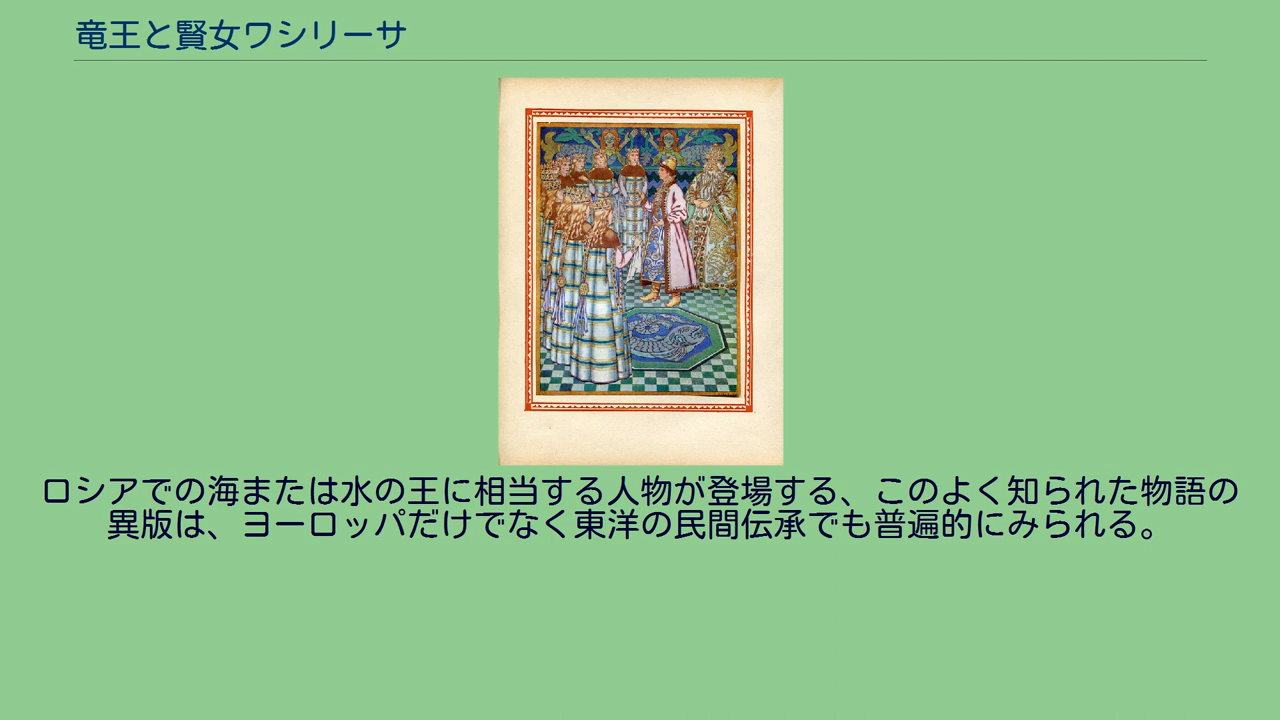 竜王と賢女ワシリーサ
ロシアでの海または水の王に相当する人物が登場する、このよく知られた物語の
異版は、ヨーロッパだけでなく東洋の民間伝承でも普遍的にみられる。